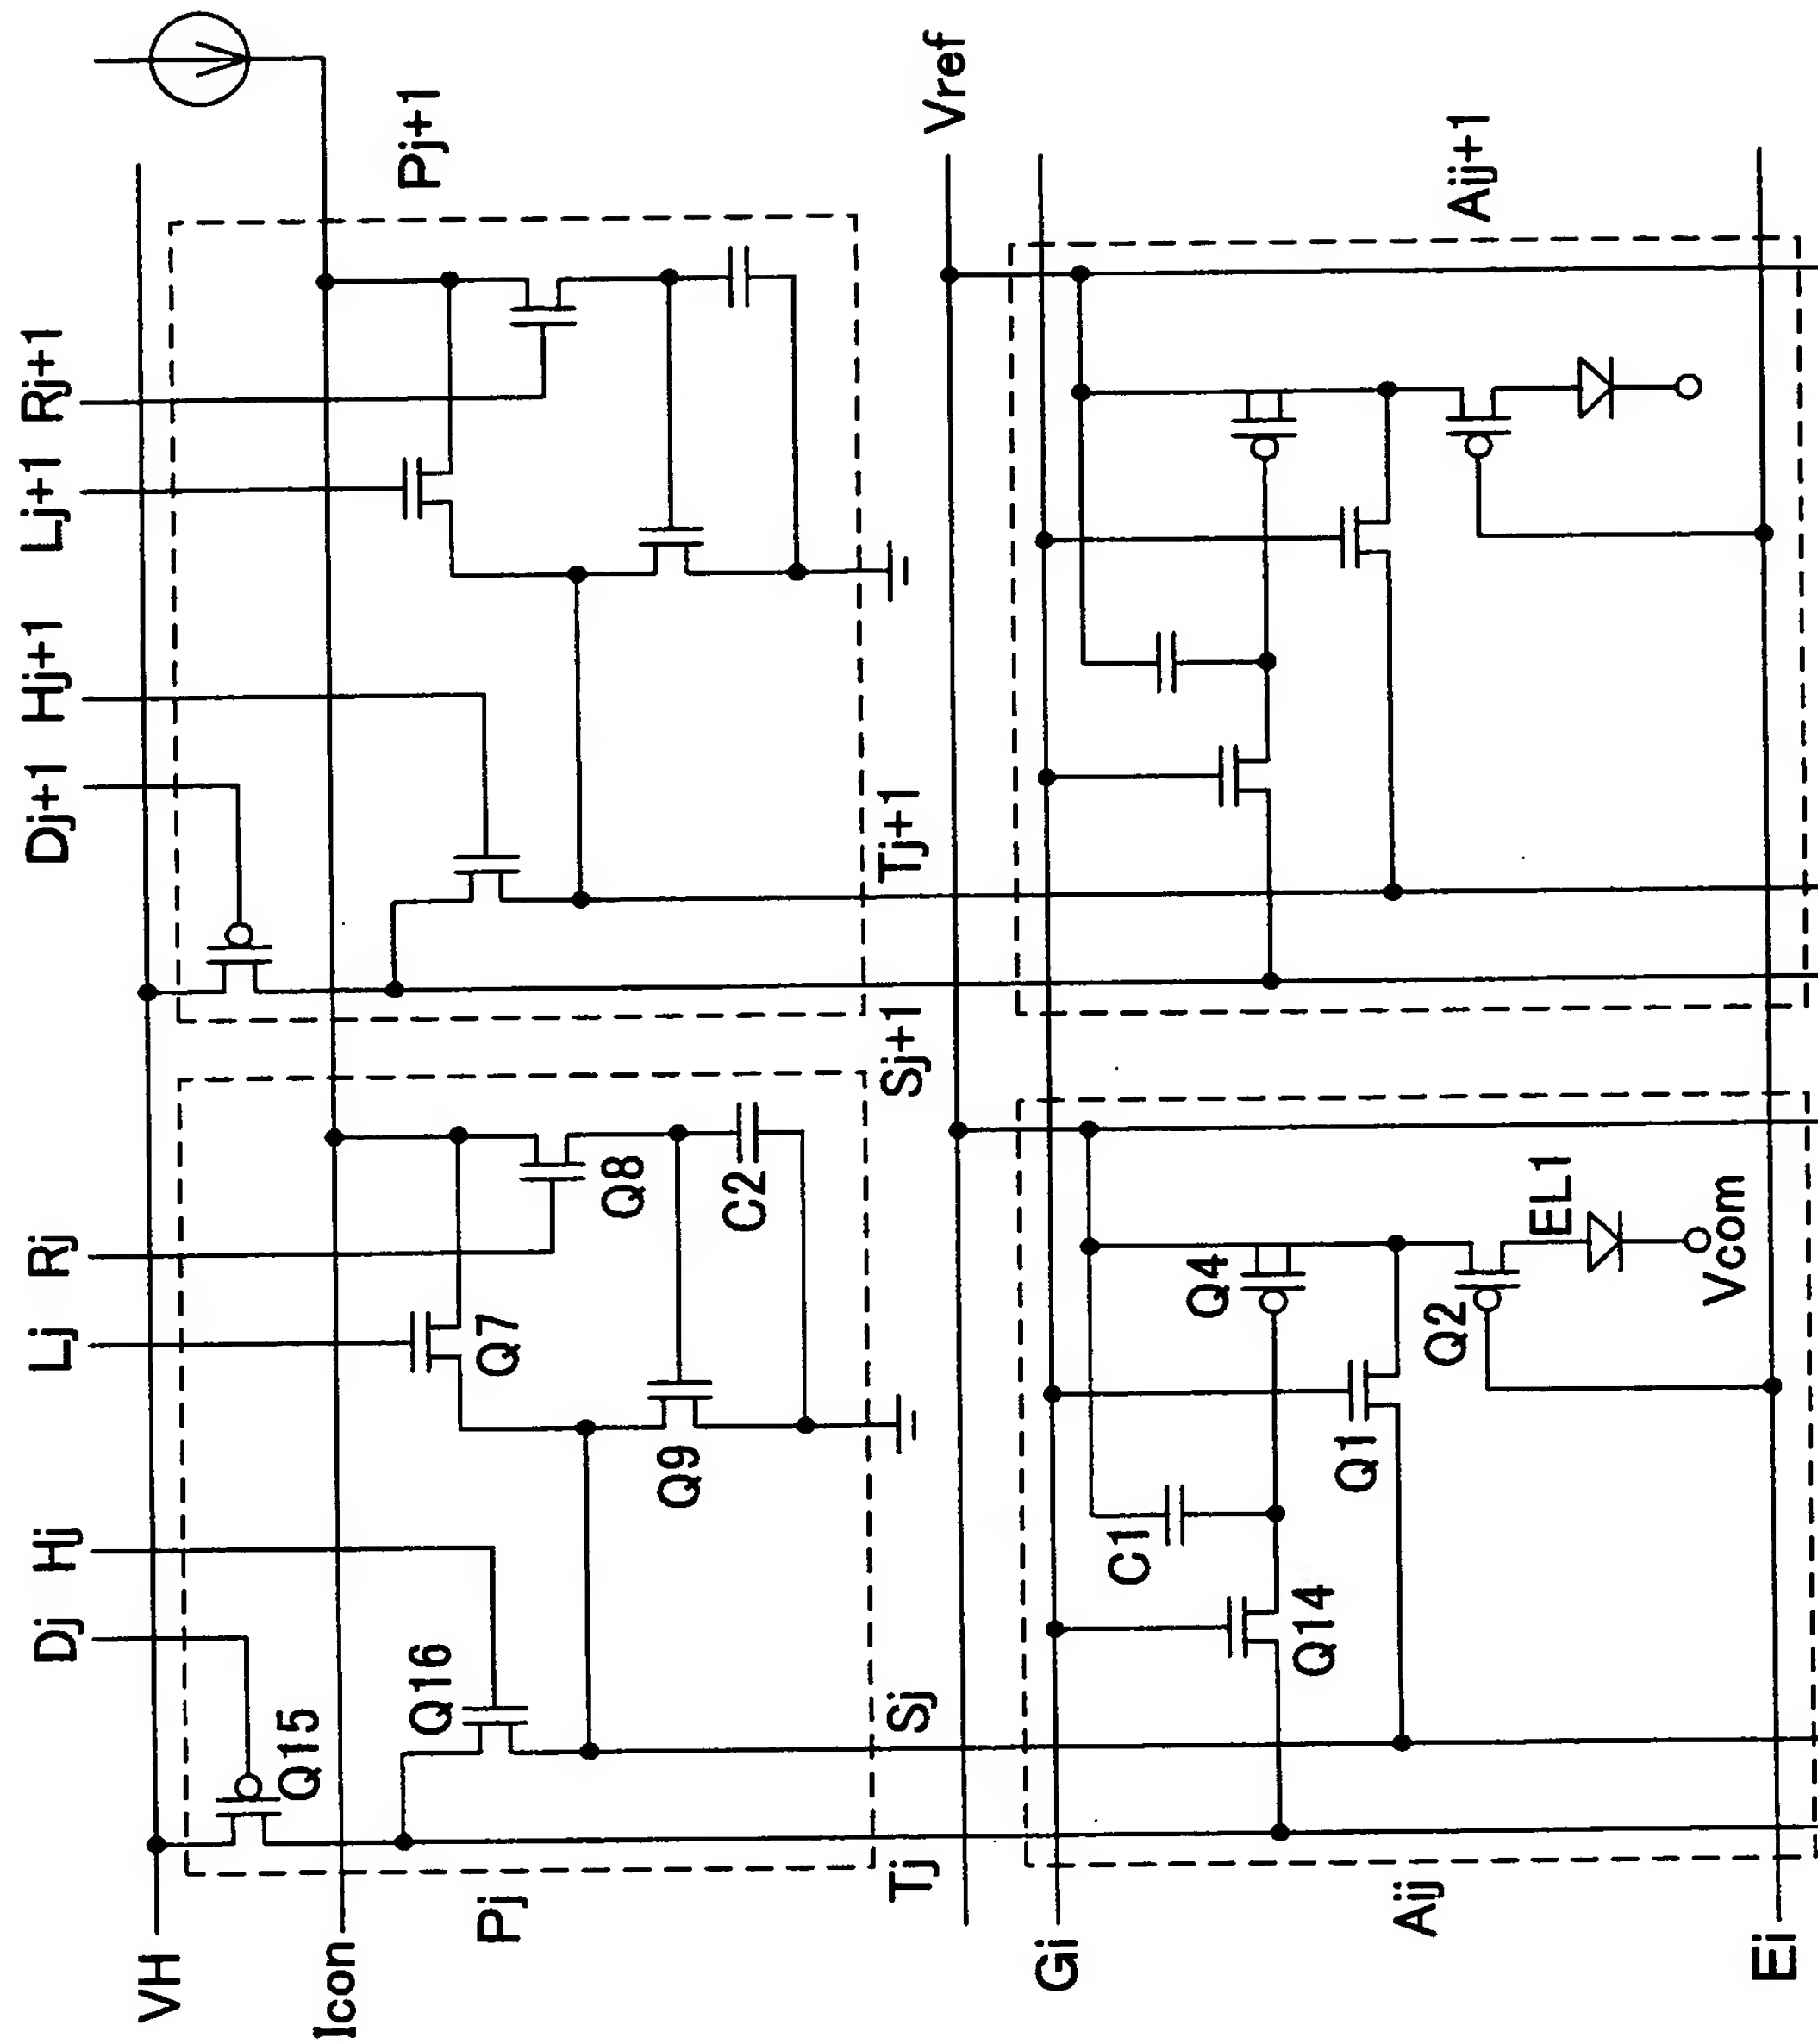 Dj Hj Lj Rj Dj+1 Hj+1 Lj+1 Rj+1
VH
Q15
Icon
Pj+1
Q16
Pj
Q7
Q8
Q9
C2
Tj Sj Sj+1 Tj+1
Vref
Gi
C1
Q4
Q14
Q1
Aij
Q2
Aij+1
EL1
Vcom
Ei